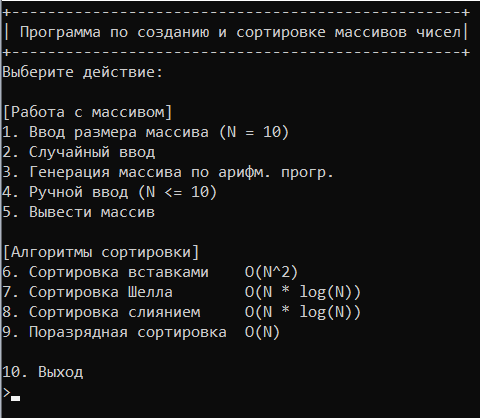 +--------------------------------------------------+
| Программа по созданию и сортировке массивов чисел|
+--------------------------------------------------+
Выберите действие:
[Работа с массивом]
1. Ввод размера массива (N = 10)
2. Случайный ввод
3. Генерация массива по арифм. прогр.
4. Ручной ввод (N <= 10)
5. Вывести массив
[Алгоритмы сортировки]
6. Сортировка вставками    O(N^2)
7. Сортировка Шелла        O(N * log(N))
8. Сортировка слиянием     O(N * log(N))
9. Поразрядная сортировка  O(N)
10. Выход
>_